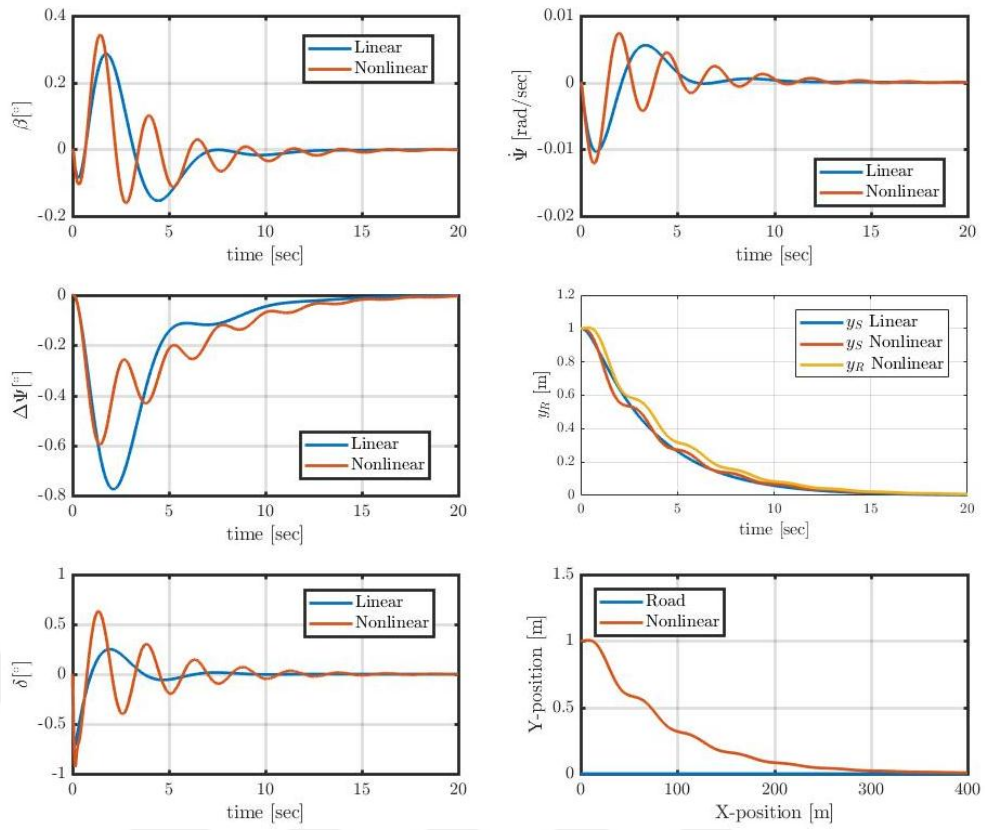 0.4
0.2
0
-0.2
β[°]
Linear
Nonlinear
0 5 10 15 20
time [sec]
0.01
0
-0.01
-0.02
Ψ̇ [rad/sec]
Linear
Nonlinear
0 5 10 15 20
time [sec]
0
-0.2
-0.4
-0.6
-0.8
ΔΨ[°]
Linear
Nonlinear
0 5 10 15 20
time [sec]
1.2
1
0.8
0.6
0.4
0.2
0
y_R [m]
y_S Linear
y_S Nonlinear
y_R Nonlinear
0 5 10 15 20
time [sec]
1
0.5
0
-0.5
-1
δ[°]
Linear
Nonlinear
0 5 10 15 20
time [sec]
1.5
1
0.5
0
Y-position [m]
Road
Nonlinear
0 100 200 300 400
X-position [m]